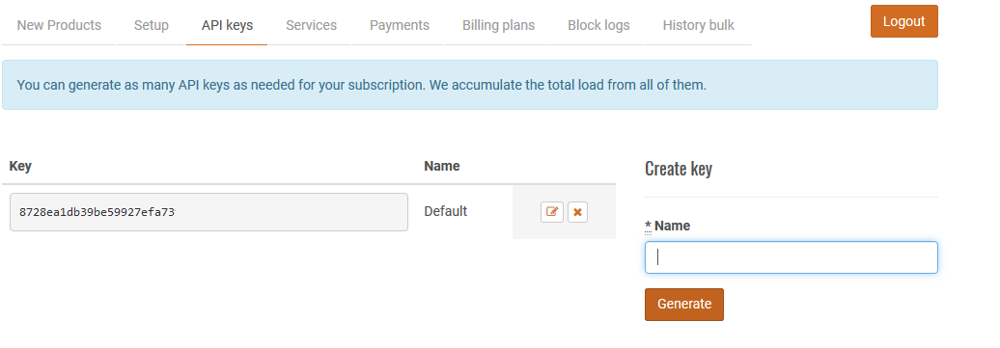 New Products Setup API keys Services Payments Billing plans Block logs History bulk Logout
You can generate as many API keys as needed for your subscription. We accumulate the total load from all of them.
Key Name
8728ea1db39be59927efa73 Default
Create key
* Name
Generate